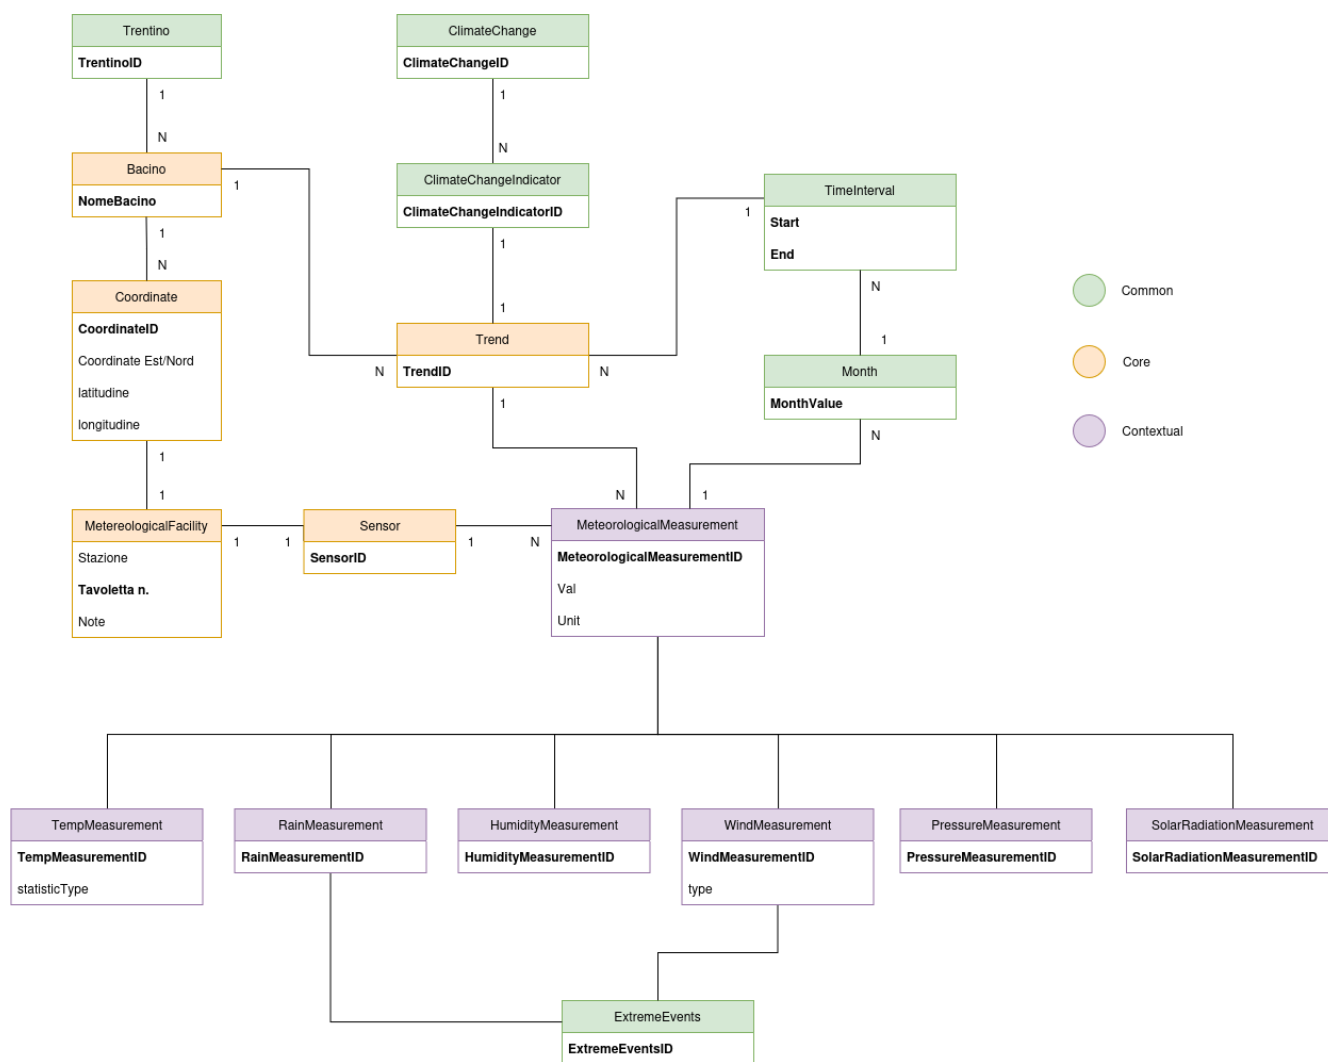 Trentino
TrentinoID
1
N
ClimateChange
ClimateChangeID
1
N
Bacino
NomeBacino
1
1
N
ClimateChangeIndicator
ClimateChangeIndicatorID
1
1
TimeInterval
Start
End
1
N
1
Coordinate
CoordinateID
Coordinate Est/Nord
latitudine
longitudine
1
1
Trend
TrendID
N
N
1
N
Month
MonthValue
N
1
Common
Core
Contextual
MetereologicalFacility
Stazione
Tavoletta n.
Note
1
1
Sensor
SensorID
1
N
MeteorologicalMeasurement
MeteorologicalMeasurementID
Val
Unit
TempMeasurement
TempMeasurementID
statisticType
RainMeasurement
RainMeasurementID
HumidityMeasurement
HumidityMeasurementID
WindMeasurement
WindMeasurementID
type
PressureMeasurement
PressureMeasurementID
SolarRadiationMeasurement
SolarRadiationMeasurementID
ExtremeEvents
ExtremeEventsID